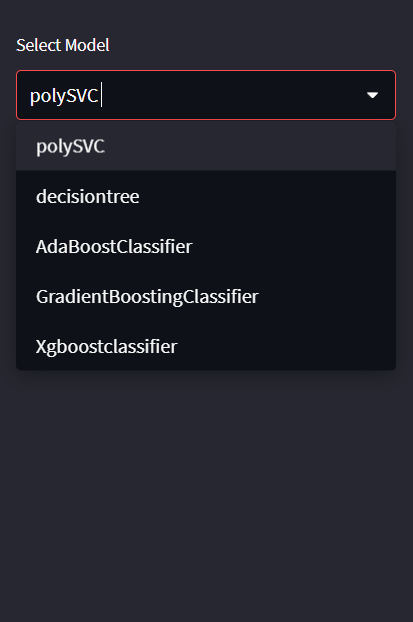 Select Model
polySVC
polySVC
decisiontree
AdaBoostClassifier
GradientBoostingClassifier
Xgboostclassifier